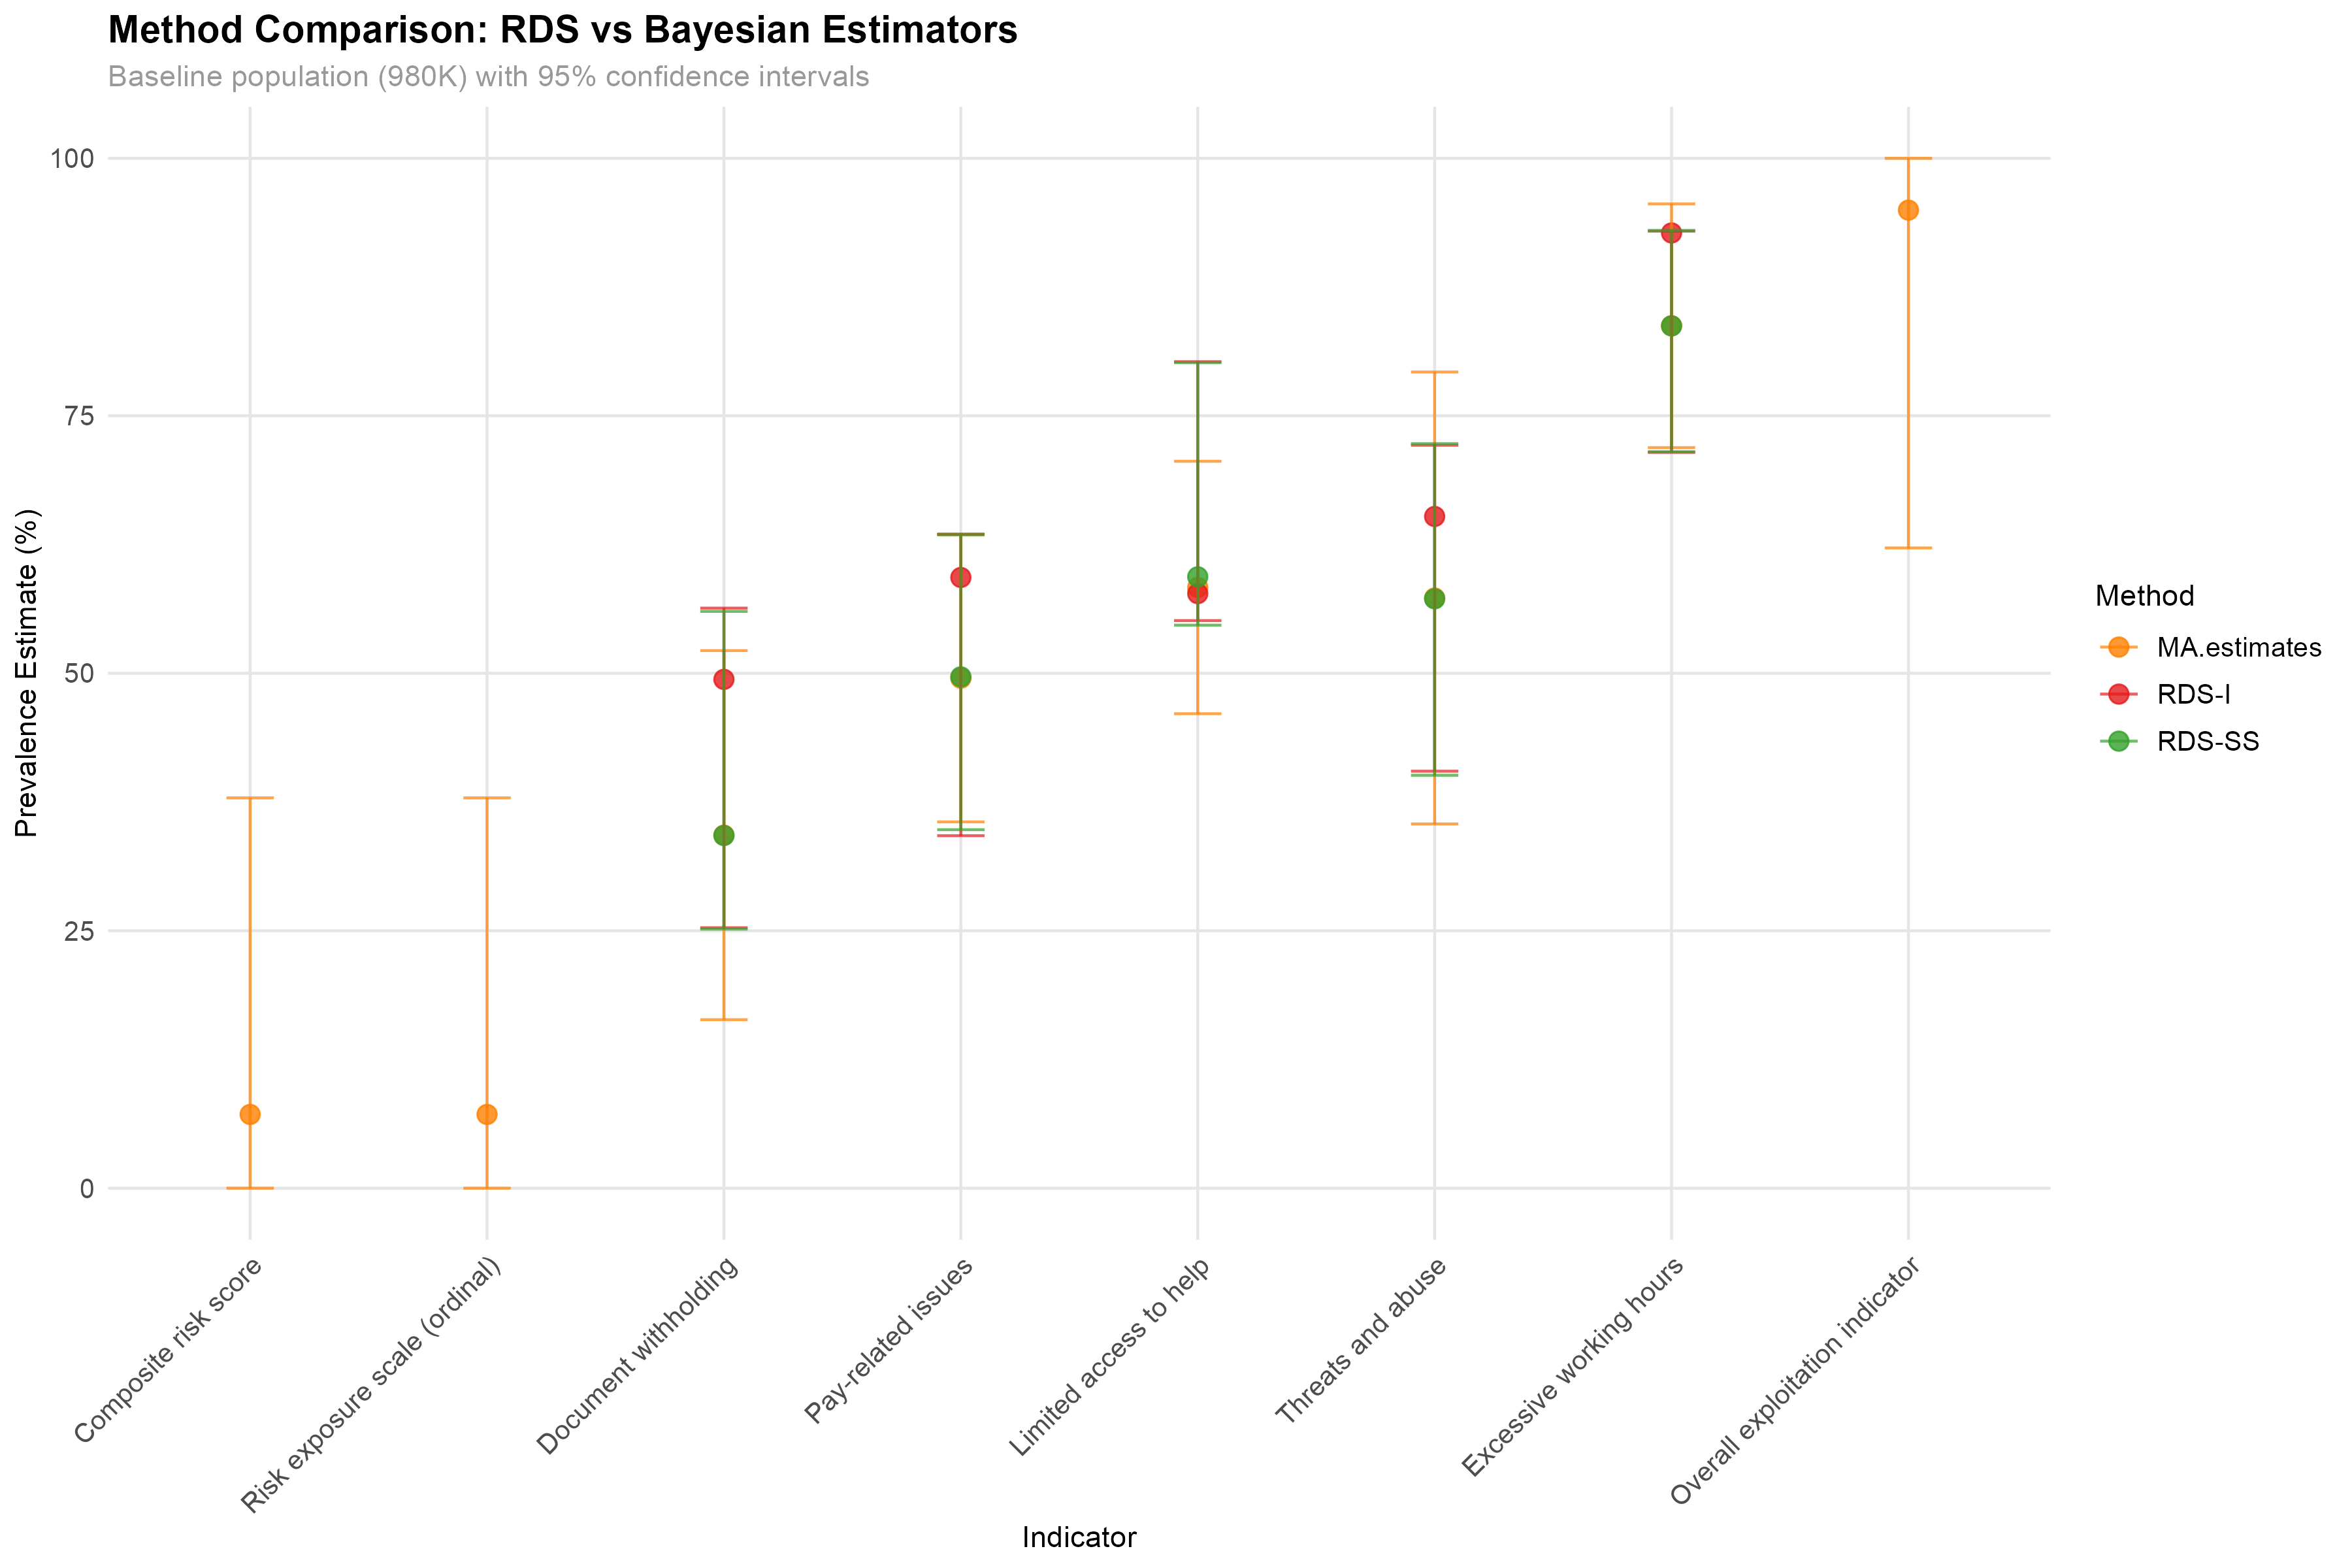 Method Comparison: RDS vs Bayesian Estimators
Baseline population (980K) with 95% confidence intervals
Prevalence Estimate (%)
100
75
50
25
0
Composite risk score
Risk exposure scale (ordinal)
Document withholding
Pay-related issues
Limited access to help
Threats and abuse
Excessive working hours
Overall exploitation indicator
Indicator
Method
MA.estimates
RDS-I
RDS-SS